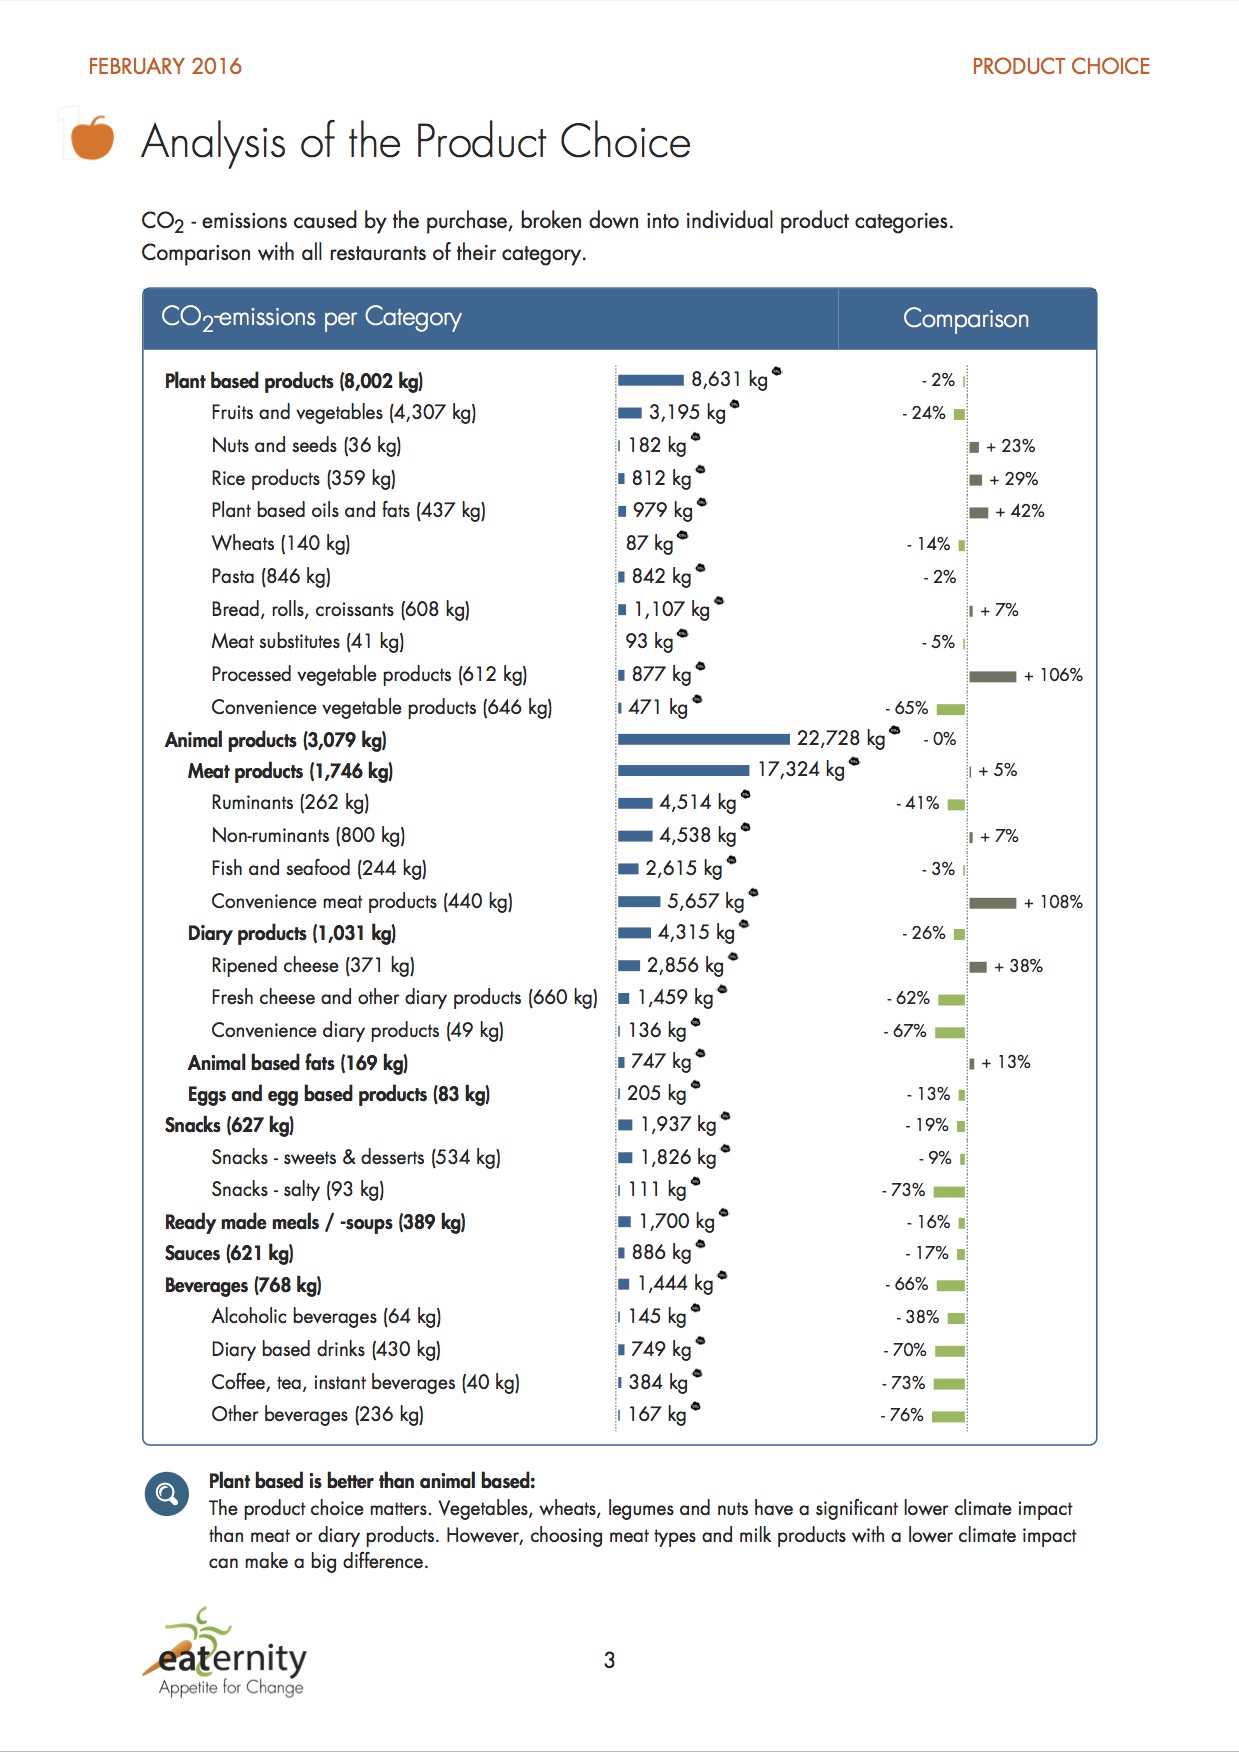 FEBRUARY 2016 PRODUCT CHOICE
Analysis of the Product Choice
CO2 - emissions caused by the purchase, broken down into individual product categories.
Comparison with all restaurants of their category.
CO2-emissions per Category Comparison
Plant based products (8,002 kg) 8,631 kg - 2%
Fruits and vegetables (4,307 kg) 3,195 kg - 24%
Nuts and seeds (36 kg) 182 kg + 23%
Rice products (359 kg) 812 kg + 29%
Plant based oils and fats (437 kg) 979 kg + 42%
Wheats (140 kg) 87 kg - 14%
Pasta (846 kg) 842 kg - 2%
Bread, rolls, croissants (608 kg) 1,107 kg + 7%
Meat substitutes (41 kg) 93 kg - 5%
Processed vegetable products (612 kg) 877 kg + 106%
Convenience vegetable products (646 kg) 471 kg - 65%
Animal products (3,079 kg) 22,728 kg - 0%
Meat products (1,746 kg) 17,324 kg + 5%
Ruminants (262 kg) 4,514 kg - 41%
Non-ruminants (800 kg) 4,538 kg + 7%
Fish and seafood (244 kg) 2,615 kg - 3%
Convenience meat products (440 kg) 5,657 kg + 108%
Diary products (1,031 kg) 4,315 kg - 26%
Ripened cheese (371 kg) 2,856 kg + 38%
Fresh cheese and other diary products (660 kg) 1,459 kg - 62%
Convenience diary products (49 kg) 136 kg - 67%
Animal based fats (169 kg) 747 kg + 13%
Eggs and egg based products (83 kg) 205 kg - 13%
Snacks (627 kg) 1,937 kg - 19%
Snacks - sweets & desserts (534 kg) 1,826 kg - 9%
Snacks - salty (93 kg) 111 kg - 73%
Ready made meals / -soups (389 kg) 1,700 kg - 16%
Sauces (621 kg) 886 kg - 17%
Beverages (768 kg) 1,444 kg - 66%
Alcoholic beverages (64 kg) 145 kg - 38%
Diary based drinks (430 kg) 749 kg - 70%
Coffee, tea, instant beverages (40 kg) 384 kg - 73%
Other beverages (236 kg) 167 kg - 76%
Plant based is better than animal based:
The product choice matters. Vegetables, wheats, legumes and nuts have a significant lower climate impact
than meat or diary products. However, choosing meat types and milk products with a lower climate impact
can make a big difference.
eaternity
Appetite for Change
3